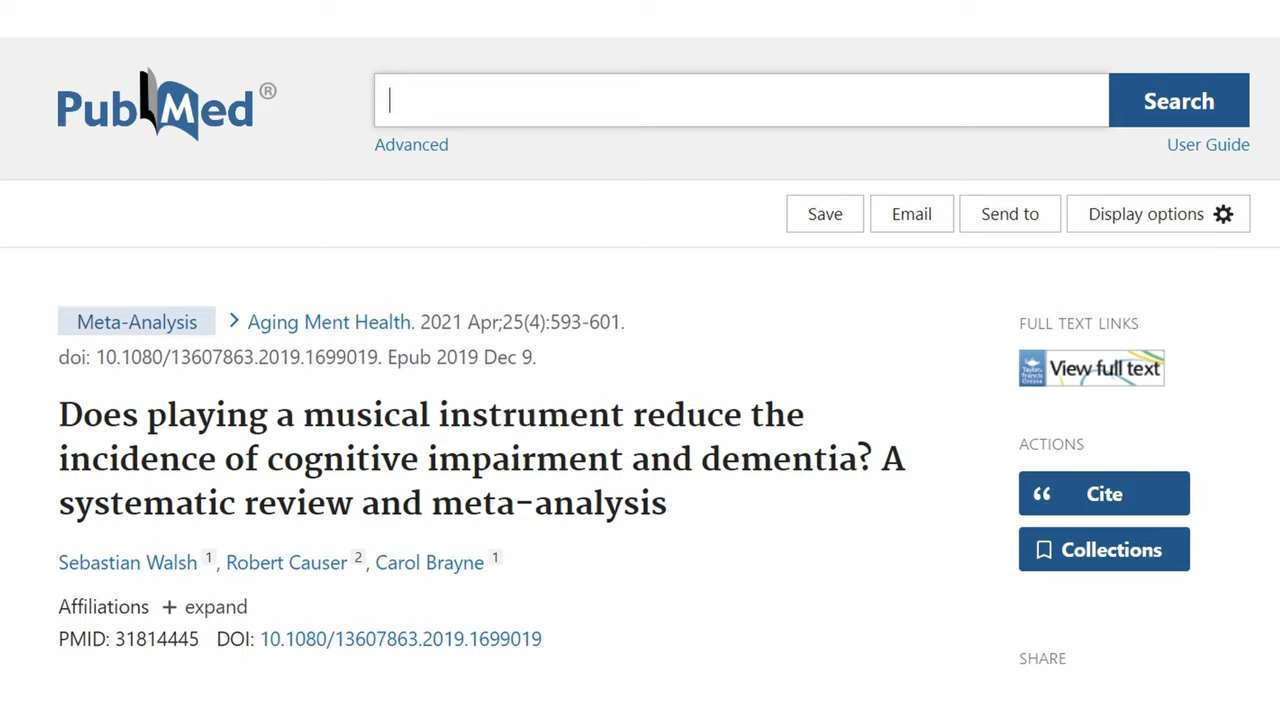 PubMed®
Search
Advanced
User Guide
Save
Email
Send to
Display options
Meta-Analysis
Aging Ment Health. 2021 Apr;25(4):593-601.
doi: 10.1080/13607863.2019.1699019. Epub 2019 Dec 9.
Does playing a musical instrument reduce the
incidence of cognitive impairment and dementia? A
systematic review and meta-analysis
Sebastian Walsh 1, Robert Causer 2, Carol Brayne 1
Affiliations + expand
PMID: 31814445 DOI: 10.1080/13607863.2019.1699019
FULL TEXT LINKS
Taylor & Francis Online
View full text
ACTIONS
Cite
Collections
SHARE